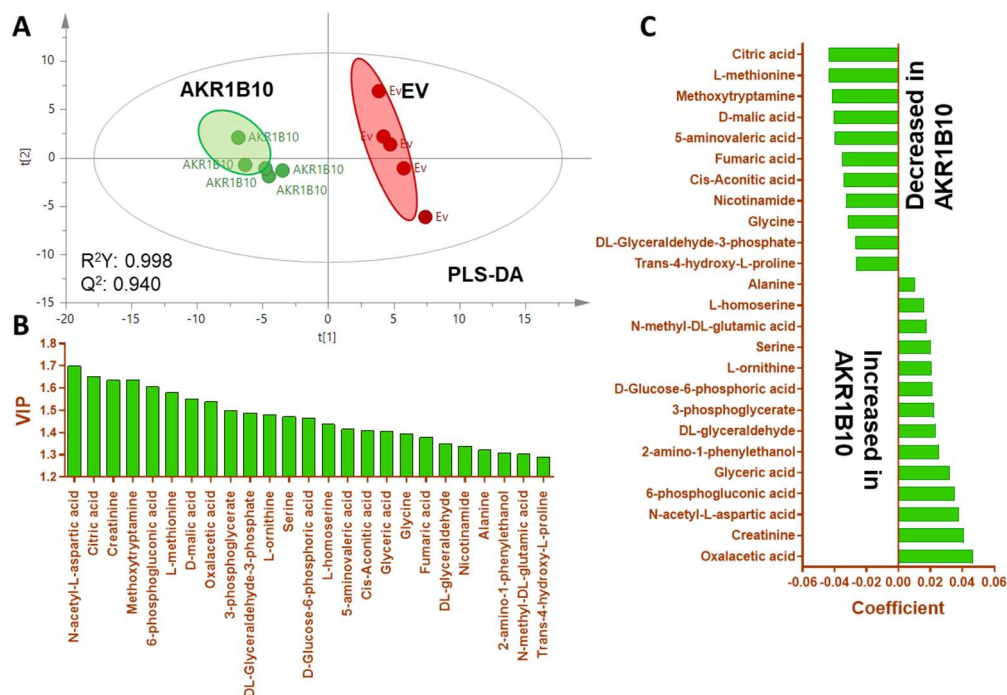 A
AKR1B10
EV
Ev
Ev
Ev
Ev
Ev
AKR1B10
AKR1B10
AKR1B10
AKR1B10
R²Y: 0.998
Q²: 0.940
PLS-DA
t[2]
10
5
0
-5
-10
-15
-20
-15
-10
-5
0
5
10
15
20
t[1]
B
VIP
1.8
1.7
1.6
1.5
1.4
1.3
1.2
N-acetyl-L-aspartic acid
Citric acid
Creatinine
Methoxytryptamine
6-phosphogluconic acid
L-methionine
D-malic acid
Oxalacetic acid
3-phosphoglycerate
DL-Glyceraldehyde-3-phosphate
L-ornithine
Serine
D-Glucose-6-phosphoric acid
L-homoserine
5-aminovaleric acid
Cis-Aconitic acid
Glyceric acid
Glycine
Fumaric acid
DL-glyceraldehyde
Nicotinamide
Alanine
2-amino-1-phenylethanol
N-methyl-DL-glutamic acid
Trans-4-hydroxy-L-proline
C
Citric acid
L-methionine
Methoxytryptamine
D-malic acid
5-aminovaleric acid
Fumaric acid
Cis-Aconitic acid
Nicotinamide
Glycine
DL-Glyceraldehyde-3-phosphate
Trans-4-hydroxy-L-proline
Alanine
L-homoserine
N-methyl-DL-glutamic acid
Serine
L-ornithine
D-Glucose-6-phosphoric acid
3-phosphoglycerate
DL-glyceraldehyde
2-amino-1-phenylethanol
Glyceric acid
6-phosphogluconic acid
N-acetyl-L-aspartic acid
Creatinine
Oxalacetic acid
Decreased in
AKR1B10
Increased in
AKR1B10
-0.06
-0.04
-0.02
0.00
0.02
0.04
0.06
Coefficient